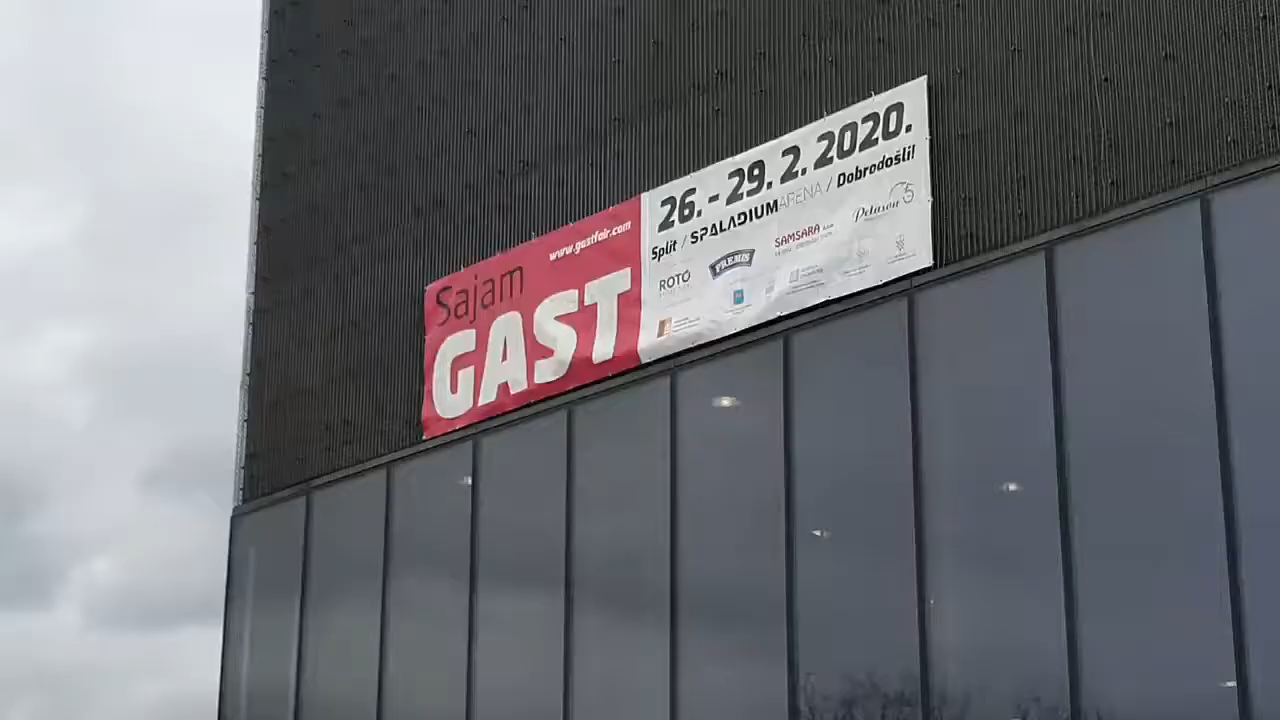 www.gastfair.com
Sajam
GAST
26. - 29. 2. 2020.
Split / SPALADIUMARENA / Dobrodošli!
ROTO
PREMIS
SAMSARA